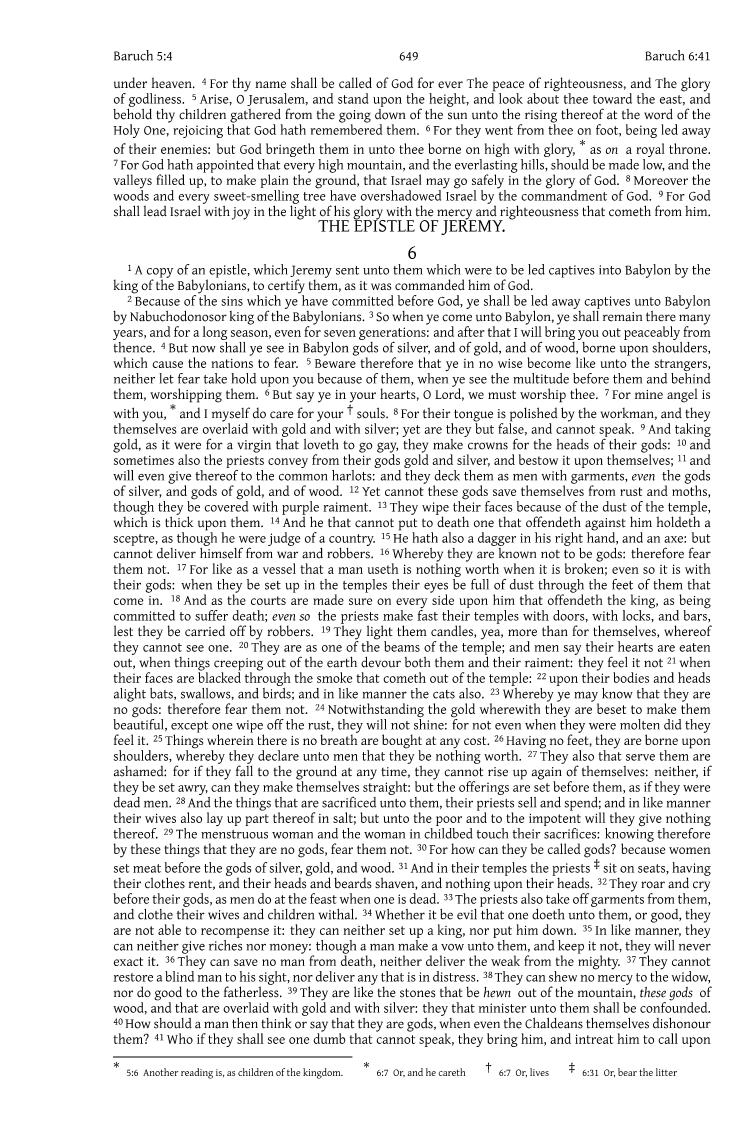 Baruch 5:4 649 Baruch 6:41
under heaven. 4 For thy name shall be called of God for ever The peace of righteousness, and The glory
of godliness. 5 Arise, O Jerusalem, and stand upon the height, and look about thee toward the east, and
behold thy children gathered from the going down of the sun unto the rising thereof at the word of the
Holy One, rejoicing that God hath remembered them. 6 For they went from thee on foot, being led away
of their enemies: but God bringeth them in unto thee borne on high with glory, * as on a royal throne.
7 For God hath appointed that every high mountain, and the everlasting hills, should be made low, and the
valleys filled up, to make plain the ground, that Israel may go safely in the glory of God. 8 Moreover the
woods and every sweet-smelling tree have overshadowed Israel by the commandment of God. 9 For God
shall lead Israel with joy in the light of his glory with the mercy and righteousness that cometh from him.
THE EPISTLE OF JEREMY.
6
1 A copy of an epistle, which Jeremy sent unto them which were to be led captives into Babylon by the
king of the Babylonians, to certify them, as it was commanded him of God.
2 Because of the sins which ye have committed before God, ye shall be led away captives unto Babylon
by Nabuchodonosor king of the Babylonians. 3 So when ye come unto Babylon, ye shall remain there many
years, and for a long season, even for seven generations: and after that I will bring you out peaceably from
thence. 4 But now shall ye see in Babylon gods of silver, and of gold, and of wood, borne upon shoulders,
which cause the nations to fear. 5 Beware therefore that ye in no wise become like unto the strangers,
neither let fear take hold upon you because of them, when ye see the multitude before them and behind
them, worshipping them. 6 But say ye in your hearts, O Lord, we must worship thee. 7 For mine angel is
with you, * and I myself do care for your † souls. 8 For their tongue is polished by the workman, and they
themselves are overlaid with gold and with silver; yet are they but false, and cannot speak. 9 And taking
gold, as it were for a virgin that loveth to go gay, they make crowns for the heads of their gods: 10 and
sometimes also the priests convey from their gods gold and silver, and bestow it upon themselves; 11 and
will even give thereof to the common harlots: and they deck them as men with garments, even the gods
of silver, and gods of gold, and of wood. 12 Yet cannot these gods save themselves from rust and moths,
though they be covered with purple raiment. 13 They wipe their faces because of the dust of the temple,
which is thick upon them. 14 And he that cannot put to death one that offendeth against him holdeth a
sceptre, as though he were judge of a country. 15 He hath also a dagger in his right hand, and an axe: but
cannot deliver himself from war and robbers. 16 Whereby they are known not to be gods: therefore fear
them not. 17 For like as a vessel that a man useth is nothing worth when it is broken; even so it is with
their gods: when they be set up in the temples their eyes be full of dust through the feet of them that
come in. 18 And as the courts are made sure on every side upon him that offendeth the king, as being
committed to suffer death; even so the priests make fast their temples with doors, with locks, and bars,
lest they be carried off by robbers. 19 They light them candles, yea, more than for themselves, whereof
they cannot see one. 20 They are as one of the beams of the temple; and men say their hearts are eaten
out, when things creeping out of the earth devour both them and their raiment: they feel it not 21 when
their faces are blacked through the smoke that cometh out of the temple: 22 upon their bodies and heads
alight bats, swallows, and birds; and in like manner the cats also. 23 Whereby ye may know that they are
no gods: therefore fear them not. 24 Notwithstanding the gold wherewith they are beset to make them
beautiful, except one wipe off the rust, they will not shine: for not even when they were molten did they
feel it. 25 Things wherein there is no breath are bought at any cost. 26 Having no feet, they are borne upon
shoulders, whereby they declare unto men that they be nothing worth. 27 They also that serve them are
ashamed: for if they fall to the ground at any time, they cannot rise up again of themselves: neither, if
they be set awry, can they make themselves straight: but the offerings are set before them, as if they were
dead men. 28 And the things that are sacrificed unto them, their priests sell and spend; and in like manner
their wives also lay up part thereof in salt; but unto the poor and to the impotent will they give nothing
thereof. 29 The menstruous woman and the woman in childbed touch their sacrifices: knowing therefore
by these things that they are no gods, fear them not. 30 For how can they be called gods? because women
set meat before the gods of silver, gold, and wood. 31 And in their temples the priests ‡ sit on seats, having
their clothes rent, and their heads and beards shaven, and nothing upon their heads. 32 They roar and cry
before their gods, as men do at the feast when one is dead. 33 The priests also take off garments from them,
and clothe their wives and children withal. 34 Whether it be evil that one doeth unto them, or good, they
are not able to recompense it: they can neither set up a king, nor put him down. 35 In like manner, they
can neither give riches nor money: though a man make a vow unto them, and keep it not, they will never
exact it. 36 They can save no man from death, neither deliver the weak from the mighty. 37 They cannot
restore a blind man to his sight, nor deliver any that is in distress. 38 They can shew no mercy to the widow,
nor do good to the fatherless. 39 They are like the stones that be hewn out of the mountain, these gods of
wood, and that are overlaid with gold and with silver: they that minister unto them shall be confounded.
40 How should a man then think or say that they are gods, when even the Chaldeans themselves dishonour
them? 41 Who if they shall see one dumb that cannot speak, they bring him, and intreat him to call upon
* 5:6 Another reading is, as children of the kingdom. * 6:7 Or, and he careth † 6:7 Or, lives ‡ 6:31 Or, bear the litter